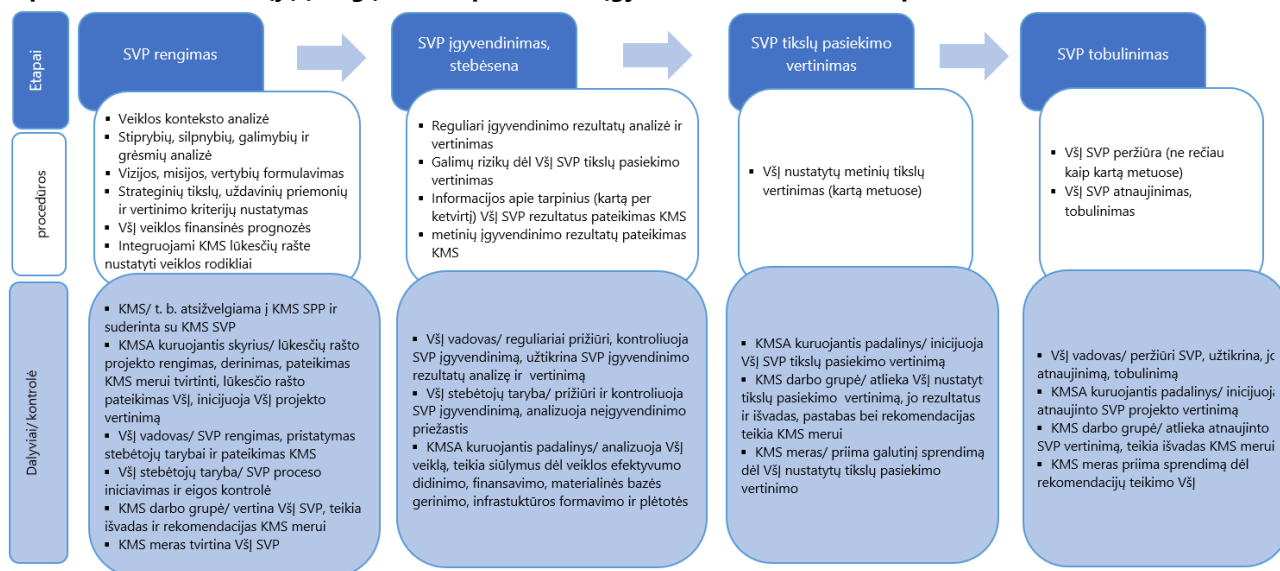 Etapai
SVP rengimas
SVP įgyvendinimas,
stebėsena
SVP tikslų pasiekimo
vertinimas
SVP tobulinimas
procedūros
▪ Veiklos konteksto analizė
▪ Stiprybių, silpnybių, galimybių ir
grėsmių analizė
▪ Vizijos, misijos, vertybių formulavimas
▪ Strateginių tikslų, uždavinių priemonių
ir vertinimo kriterijų nustatymas
▪ VšĮ veiklos finansinės prognozės
▪ Integruojami KMS lūkesčių rašte
nustatyti veiklos rodikliai
▪ Reguliari įgyvendinimo rezultatų analizė ir
vertinimas
▪ Galimų rizikų dėl VšĮ SVP tikslų pasiekimo
vertinimas
▪ Informacijos apie tarpinius (kartą per
ketvirtį) VšĮ SVP rezultatus pateikimas KMS
▪ metinių įgyvendinimo rezultatų pateikimas
KMS
▪ VšĮ nustatytų metinių tikslų
vertinimas (kartą metuose)
▪ VšĮ SVP peržiūra (ne rečiau
kaip kartą metuose)
▪ VšĮ SVP atnaujinimas,
tobulinimas
Dalyviai/ kontrolė
▪ KMS/ t. b. atsižvelgiama į KMS SPP ir
suderinta su KMS SVP
▪ KMSA kuruojantis skyrius/ lūkesčių rašto
projekto rengimas, derinimas, pateikimas
KMS merui tvirtinti, lūkesčio rašto
pateikimas VšĮ, inicijuoja VšĮ projekto
vertinimą
▪ VšĮ vadovas/ SVP rengimas, pristatymas
stebėtojų tarybai ir pateikimas KMS
▪ VšĮ stebėtojų taryba/ SVP proceso
iniciavimas ir eigos kontrolė
▪ KMS darbo grupė/ vertina VšĮ SVP, teikia
išvadas ir rekomendacijas KMS merui
▪ KMS meras tvirtina VšĮ SVP
▪ VšĮ vadovas/ reguliariai prižiūri, kontroliuoja
SVP įgyvendinimą, užtikrina SVP įgyvendinimo
rezultatų analizę ir vertinimą
▪ VšĮ stebėtojų taryba/ prižiūri ir kontroliuoja
SVP įgyvendinimą, analizuoja neįgyvendinimo
priežastis
▪ KMSA kuruojantis padalinys/ analizuoja VšĮ
veiklą, teikia siūlymus dėl veiklos efektyvumo
didinimo, finansavimo, materialinės bazės
gerinimo, infrastuktūros formavimo ir plėtotės
▪ KMSA kuruojantis padalinys/ inicijuoja
VšĮ SVP tikslų pasiekimo vertinimą
▪ KMS darbo grupė/ atlieka VšĮ nustatyt
tikslų pasiekimo vertinimą, jo rezultatus
ir išvadas, pastabas bei rekomendacijas
teikia KMS merui
▪ KMS meras/ priima galutinį sprendimą
dėl VšĮ nustatytų tikslų pasiekimo
vertinimo
▪ VšĮ vadovas/ peržiūri SVP, užtikrina, jo
atnaujinimą, tobulinimą
▪ KMSA kuruojantis padalinys/ inicijuoja
atnaujinto SVP projekto vertinimą
▪ KMS darbo grupė/ atlieka atnaujinto
SVP vertinimą, teikia išvadas KMS merui
▪ KMS meras priima sprendimą dėl
rekomendacijų teikimo VšĮ